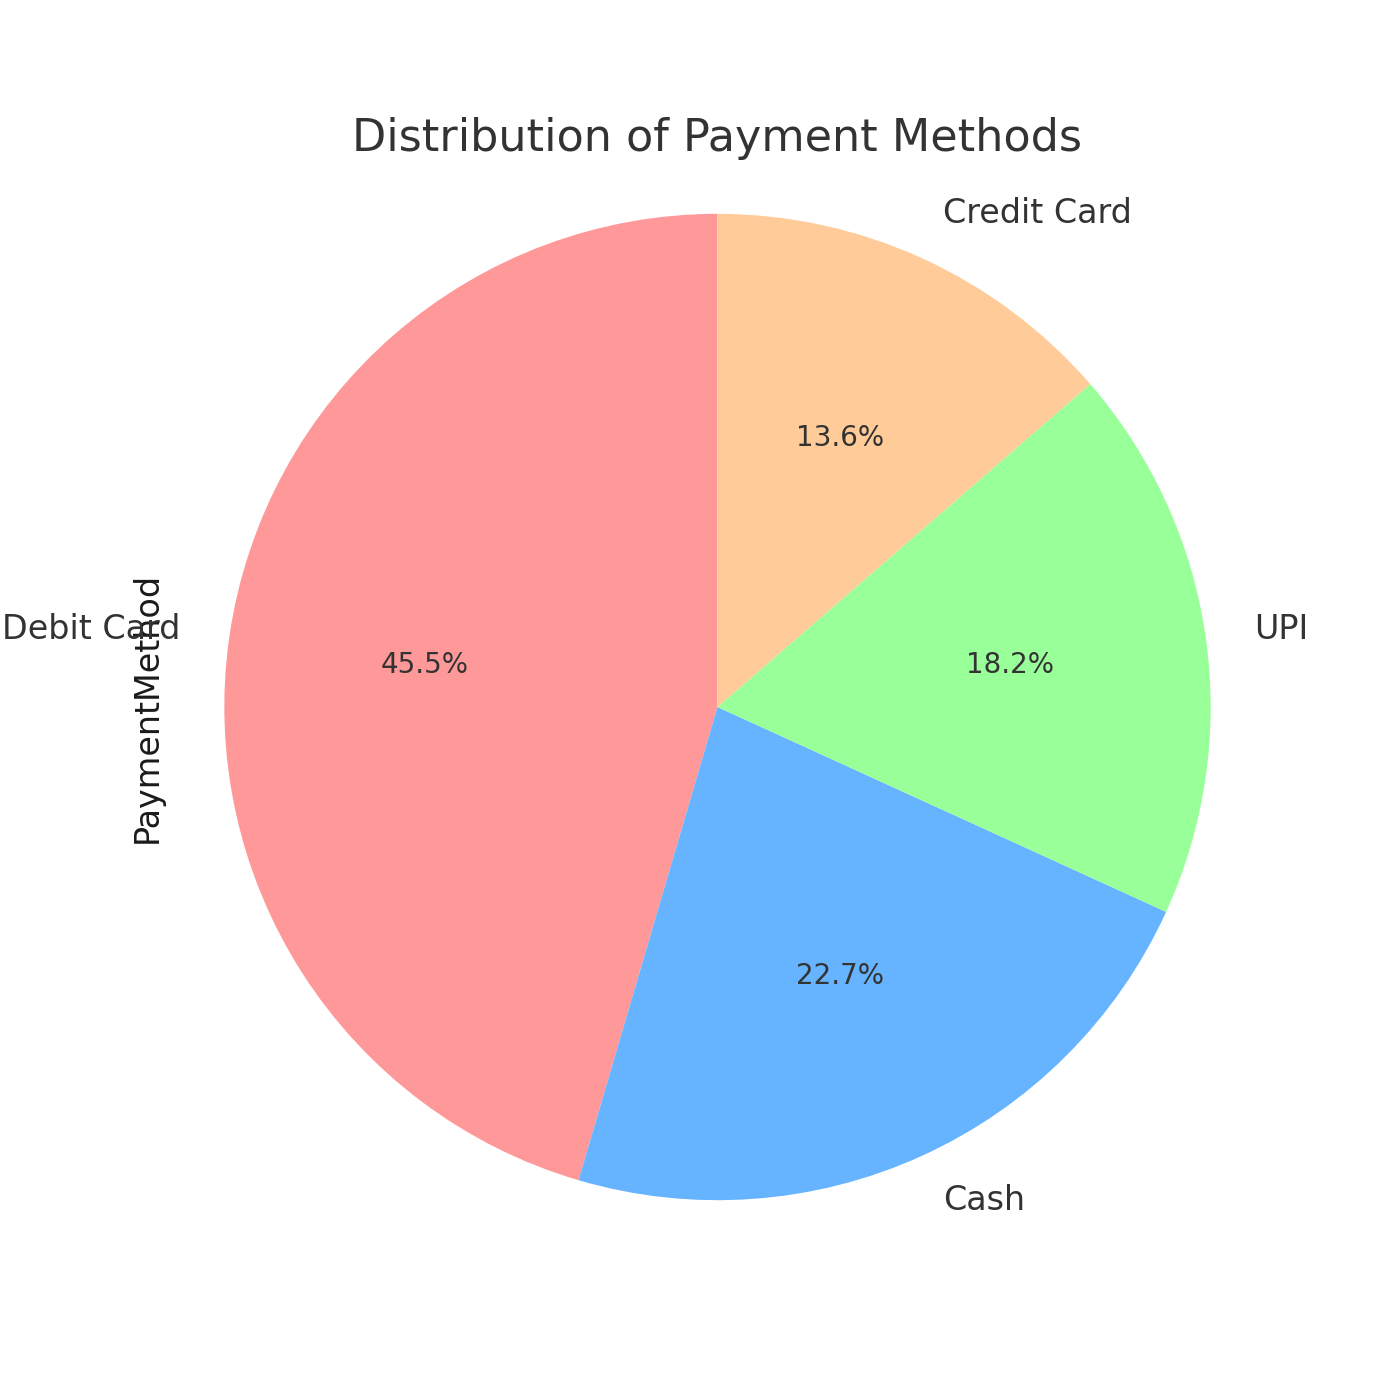 Distribution of Payment Methods
Credit Card
13.6%
Debit Card
PaymentMethod
45.5%
18.2%
UPI
22.7%
Cash